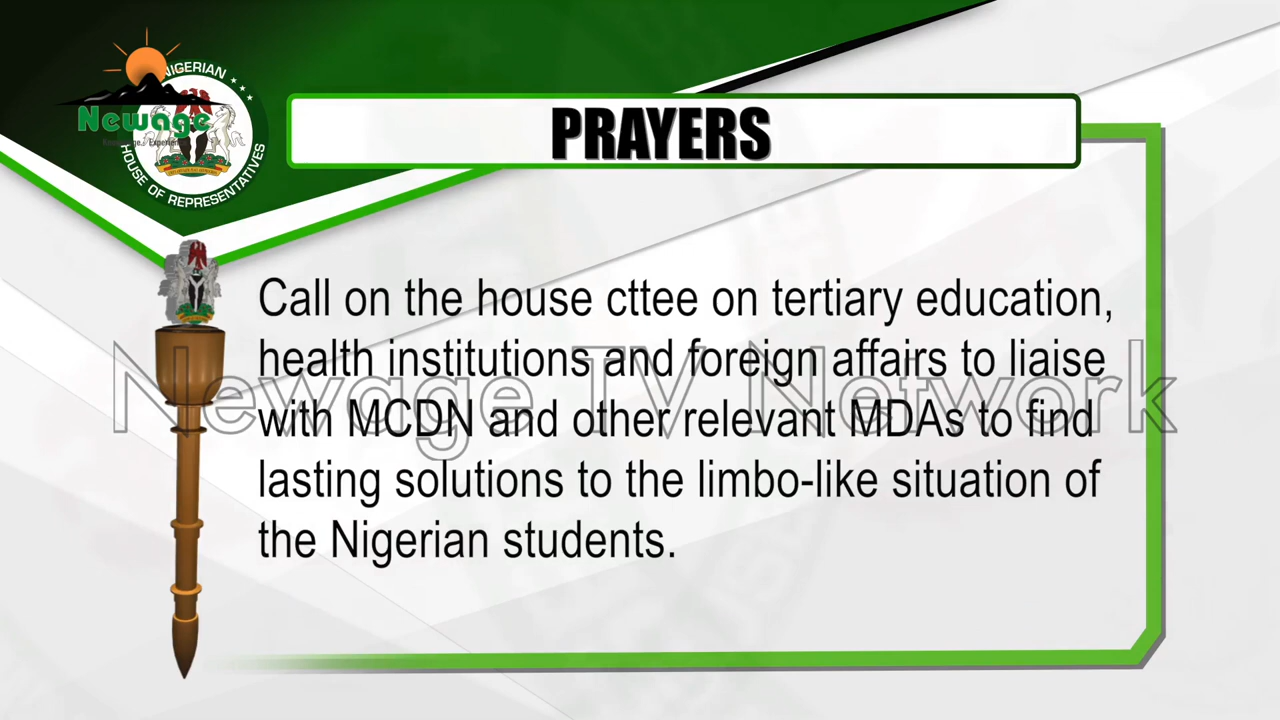 NIGERIAN
Newage
HOUSE OF REPRESENTATIVES
PRAYERS
Call on the house cttee on tertiary education,
health institutions and foreign affairs to liaise
with MCDN and other relevant MDAs to find
lasting solutions to the limbo-like situation of
the Nigerian students.
Newage TV Network